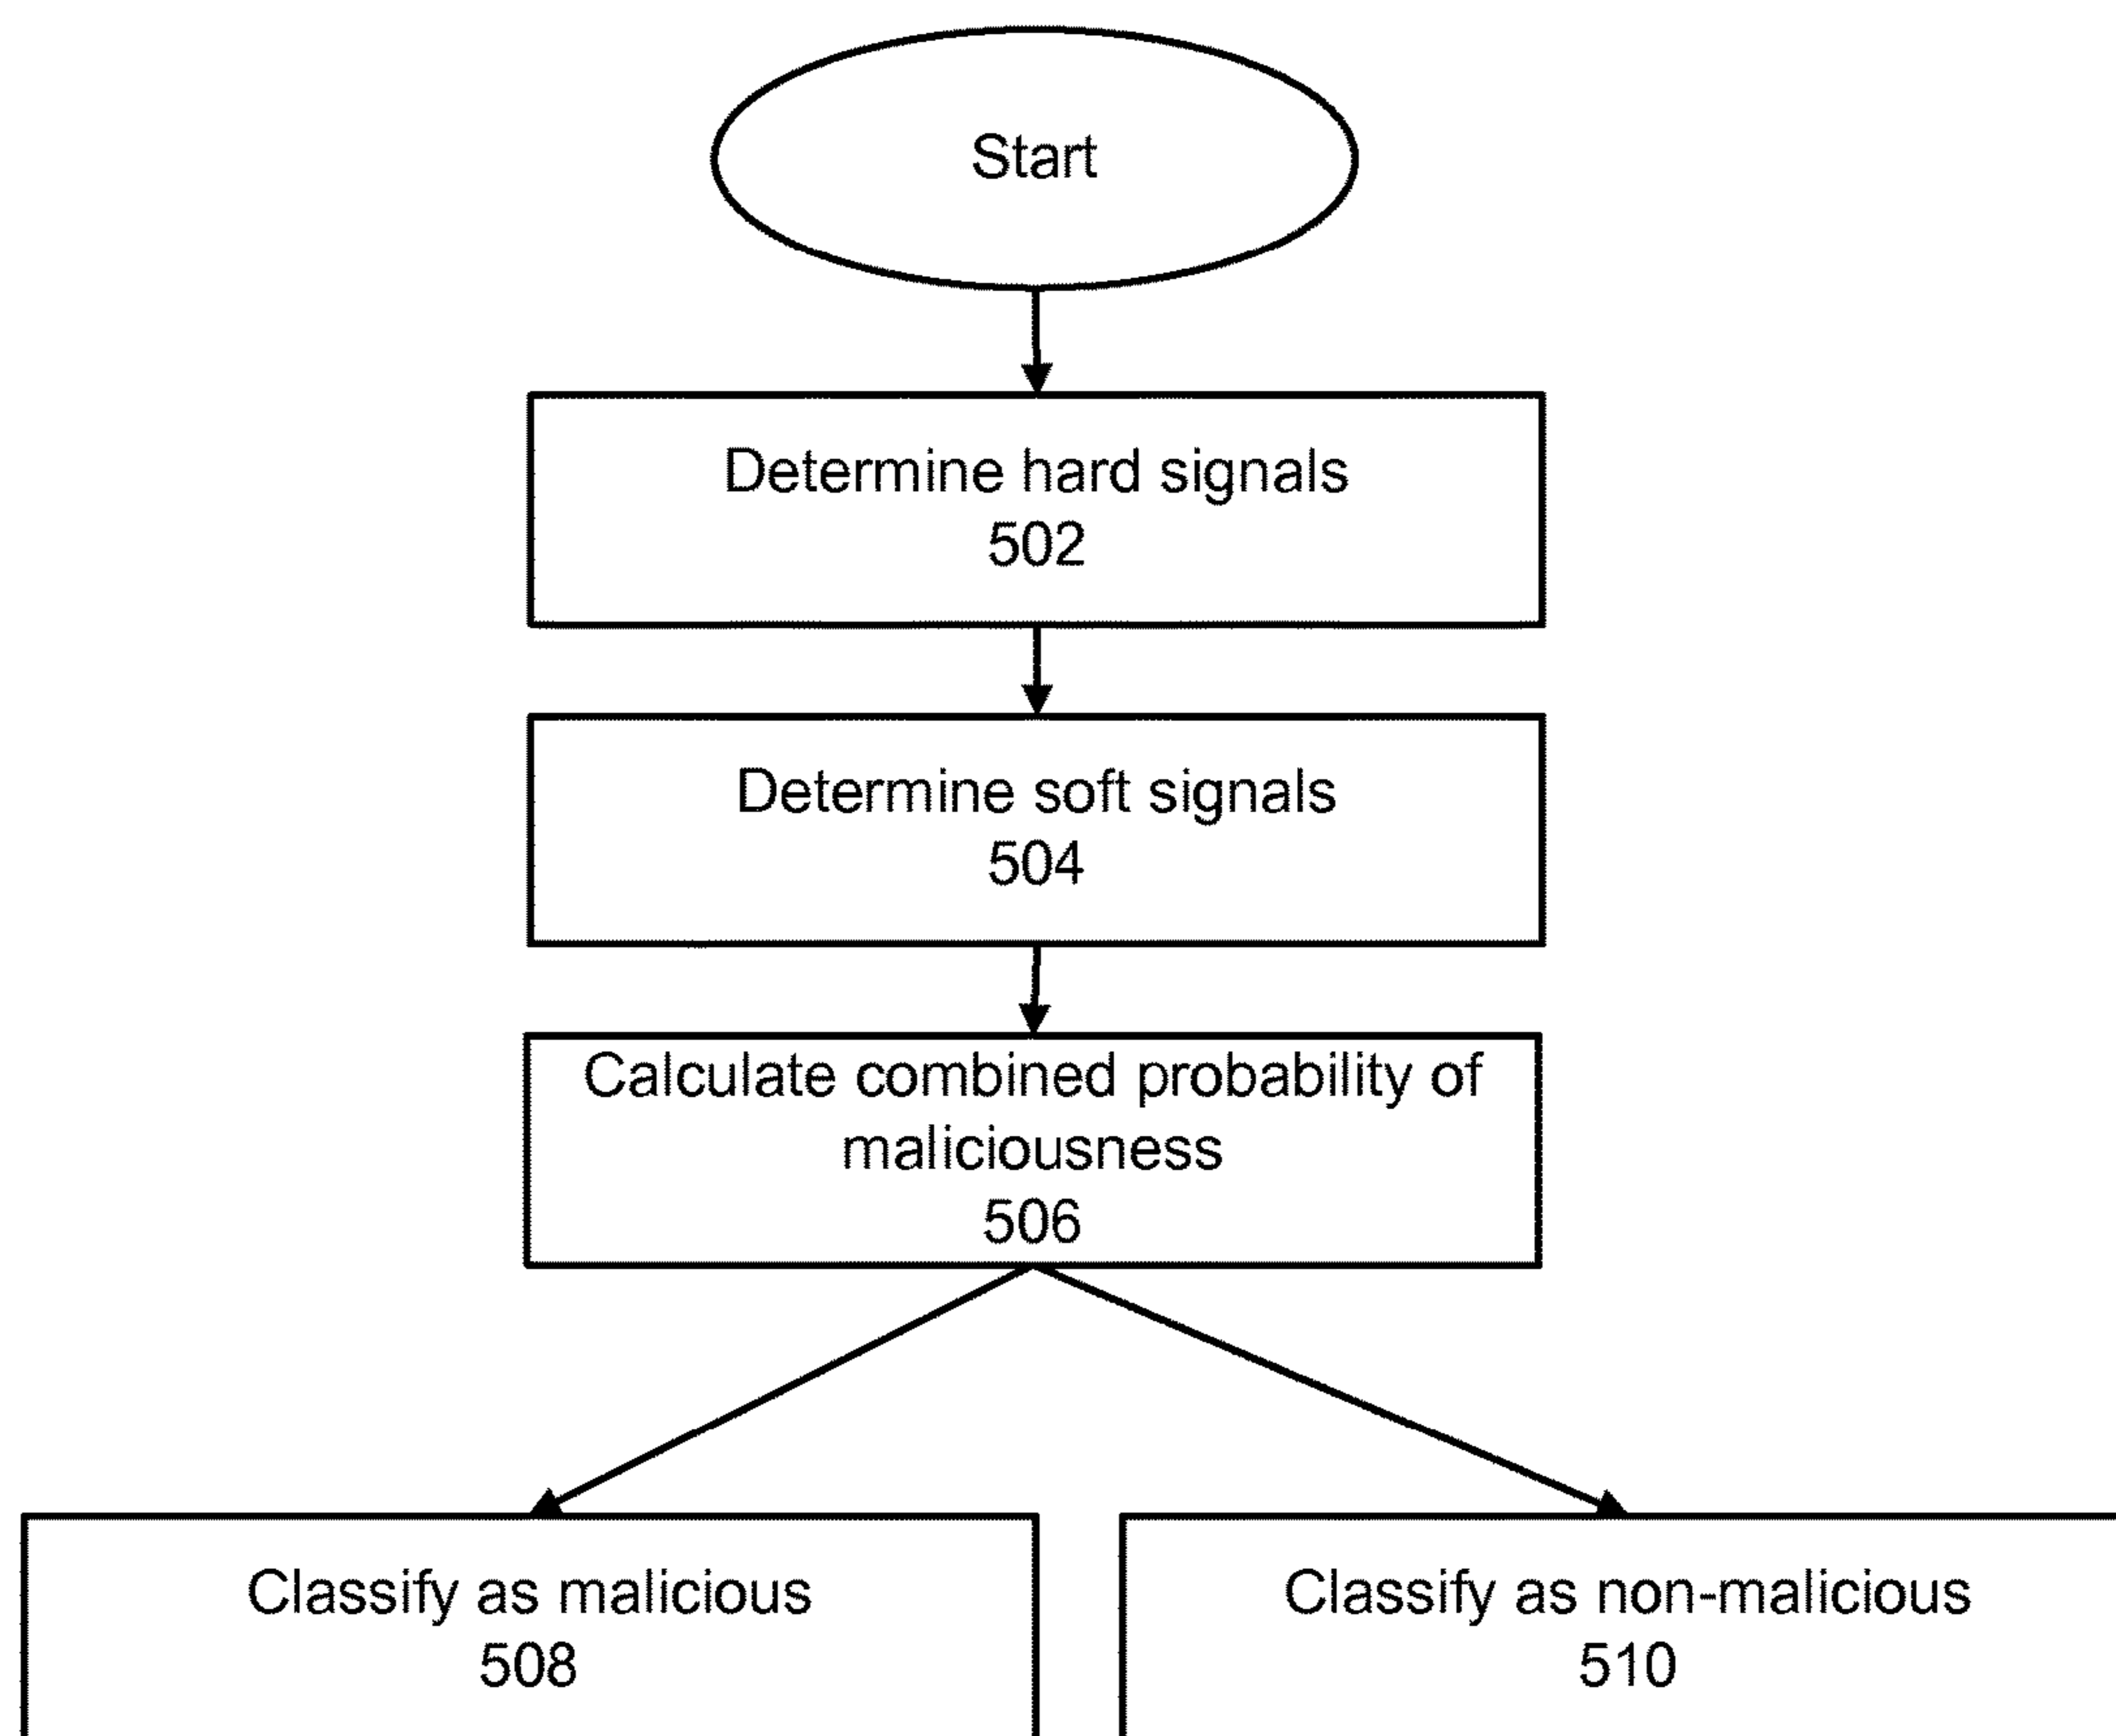 Start
Determine hard signals
502
Determine soft signals
504
Calculate combined probability of
maliciousness
506
Classify as malicious
508
Classify as non-malicious
510